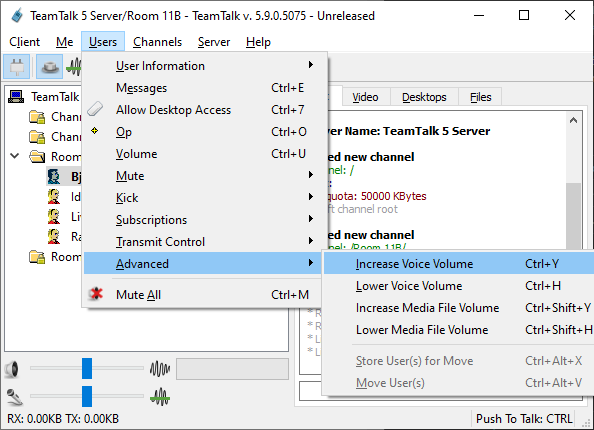 TeamTalk 5 Server/Room 11B - TeamTalk v. 5.9.0.5075 - Unreleased
Client Me Users Channels Server Help
User Information
Messages Ctrl+E
Allow Desktop Access Ctrl+7
Op Ctrl+O
Volume Ctrl+U
Mute
Kick
Subscriptions
Transmit Control
Advanced
Mute All Ctrl+M
Increase Voice Volume Ctrl+Y
Lower Voice Volume Ctrl+H
Increase Media File Volume Ctrl+Shift+Y
Lower Media File Volume Ctrl+Shift+H
Store User(s) for Move Ctrl+Alt+X
Move User(s) Ctrl+Alt+V
TeamTalk
Chann
Chann
Room
Bj
Id
Li
Ra
Room
Video Desktops Files
ver Name: TeamTalk 5 Server
ed new channel
nel: /
:
quota: 50000 KBytes
ft channel root
ed new channel
nel: /Room 11B/
* R
* L
* R
* L
RX: 0.00KB TX: 0.00KB
Push To Talk: CTRL